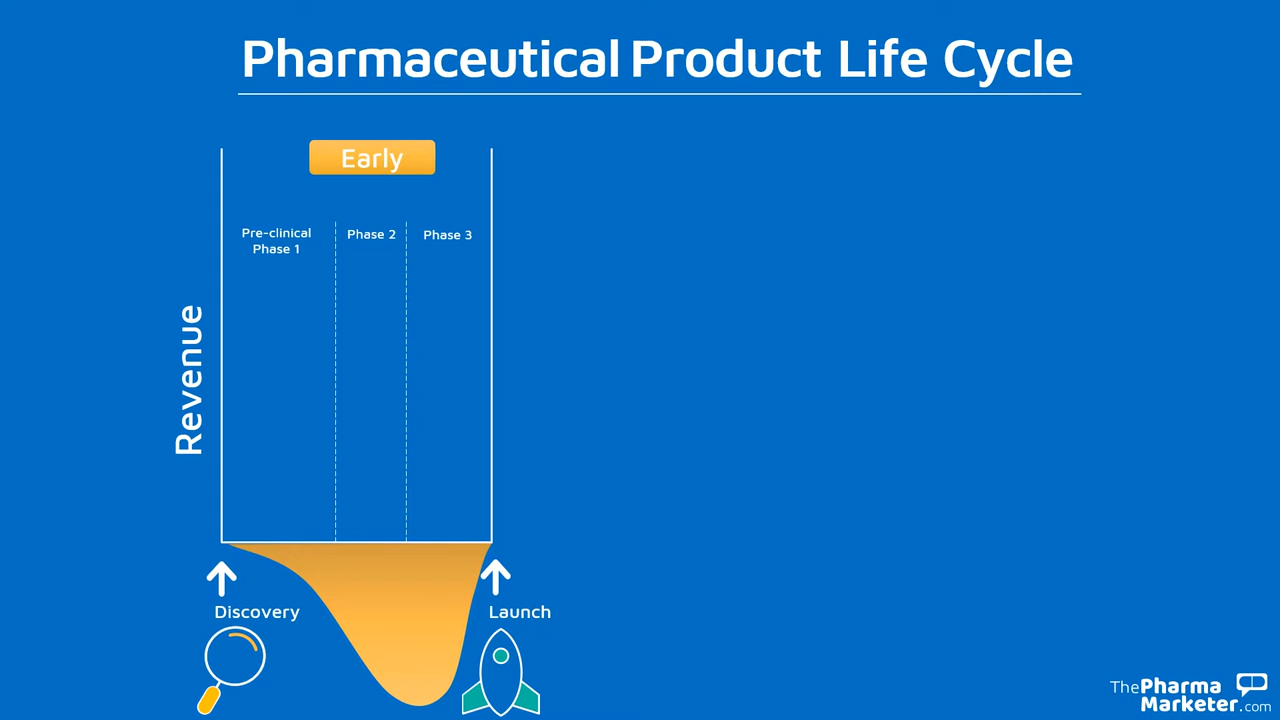 Pharmaceutical Product Life Cycle
Early
Pre-clinical
Phase 1
Phase 2
Phase 3
Revenue
Discovery
Launch
ThePharma
Marketer.com